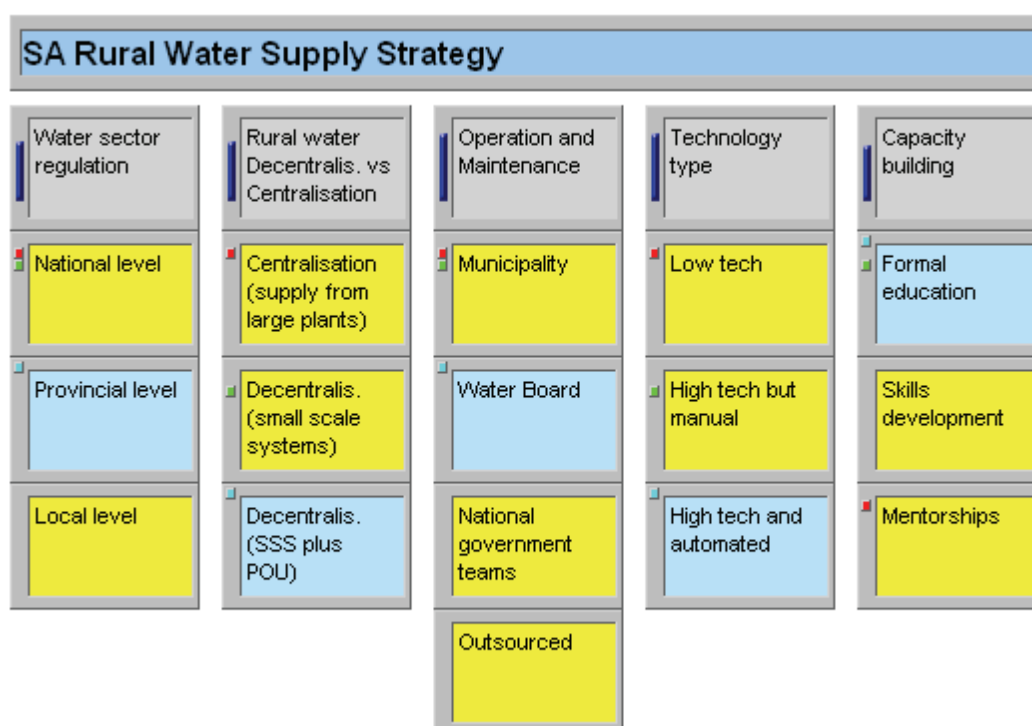 SA Rural Water Supply Strategy
Water sector
regulation
National level
Provincial level
Local level
Rural water
Decentralis. vs
Centralisation
Centralisation
(supply from
large plants)
Decentralis.
(small scale
systems)
Decentralis.
(SSS plus
POU)
Operation and
Maintenance
Municipality
Water Board
National
government
teams
Outsourced
Technology
type
Low tech
High tech but
manual
High tech and
automated
Capacity
building
Formal
education
Skills
development
Mentorships